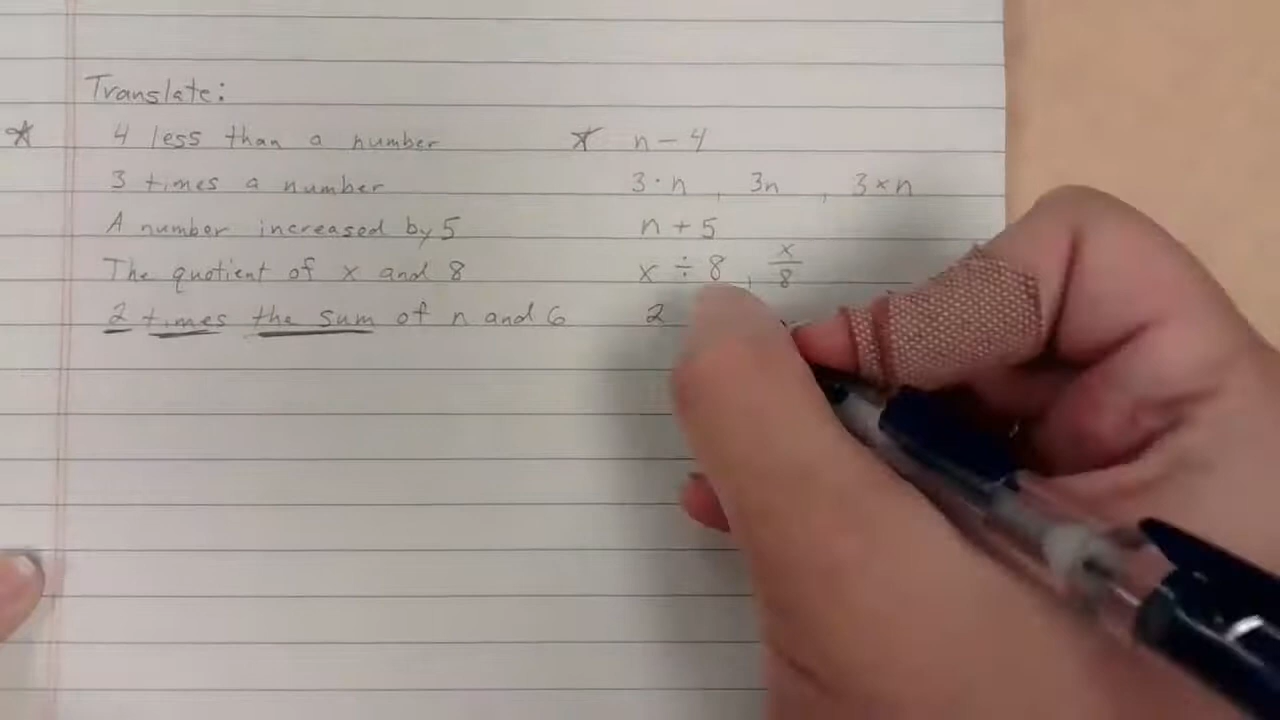 Translate:
☆ 4 less than a number ☆ n - 4
3 times a number 3 · n , 3n , 3 × n
A number increased by 5 n + 5
The quotient of x and 8 x ÷ 8 , x/8
2 times the sum of n and 6 2